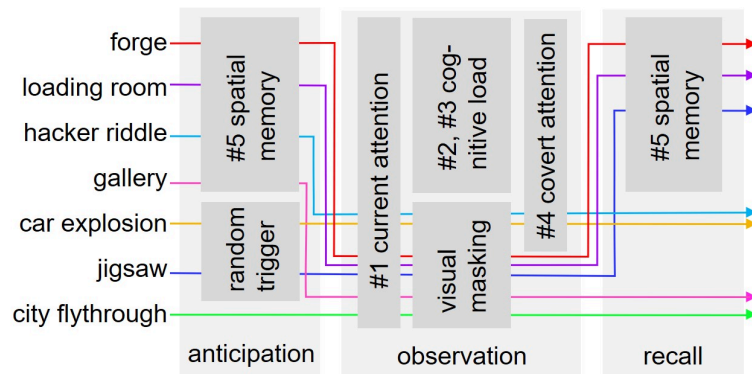 forge
loading room
hacker riddle
gallery
car explosion
jigsaw
city flythrough
#5 spatial
memory
random
trigger
anticipation
#1 current attention
#2, #3 cog-
nitive load
visual
masking
#4 covert attention
observation
#5 spatial
memory
recall